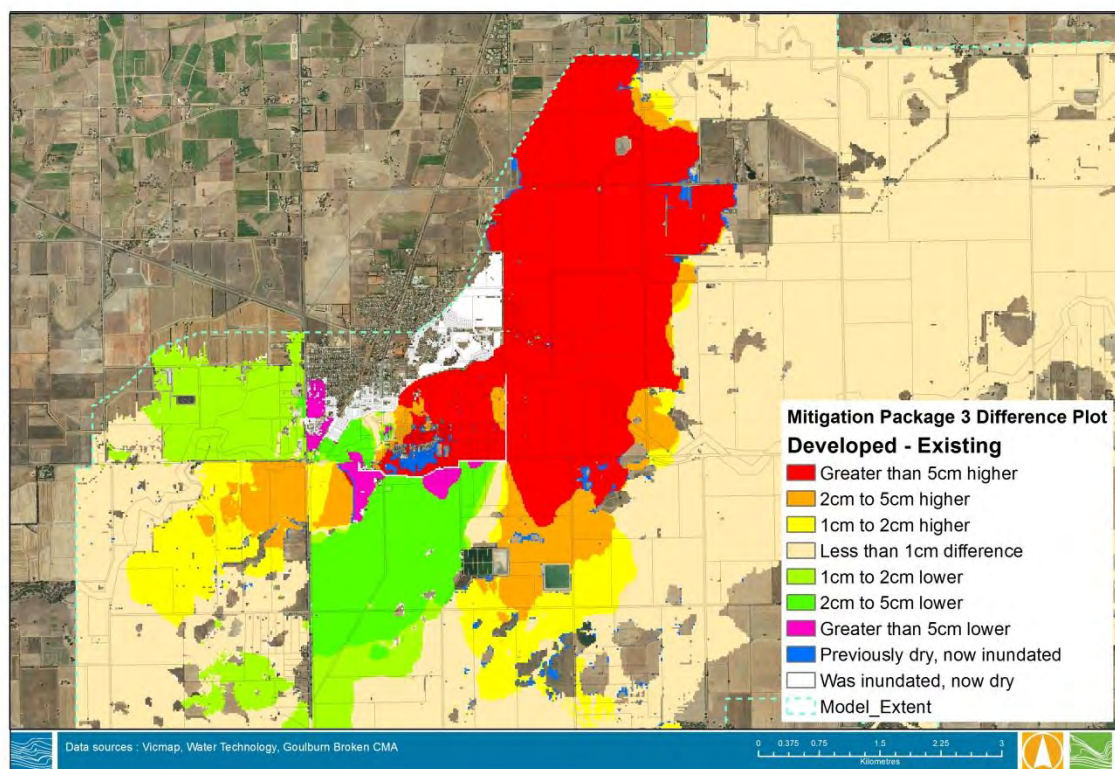 Mitigation Package 3 Difference Plot
Developed - Existing
Greater than 5cm higher
2cm to 5cm higher
1cm to 2cm higher
Less than 1cm difference
1cm to 2cm lower
2cm to 5cm lower
Greater than 5cm lower
Previously dry, now inundated
Was inundated, now dry
Model_Extent
Data sources : Vicmap, Water Technology, Goulburn Broken CMA
0 0.375 0.75 1.5 2.25 3
Kilometres